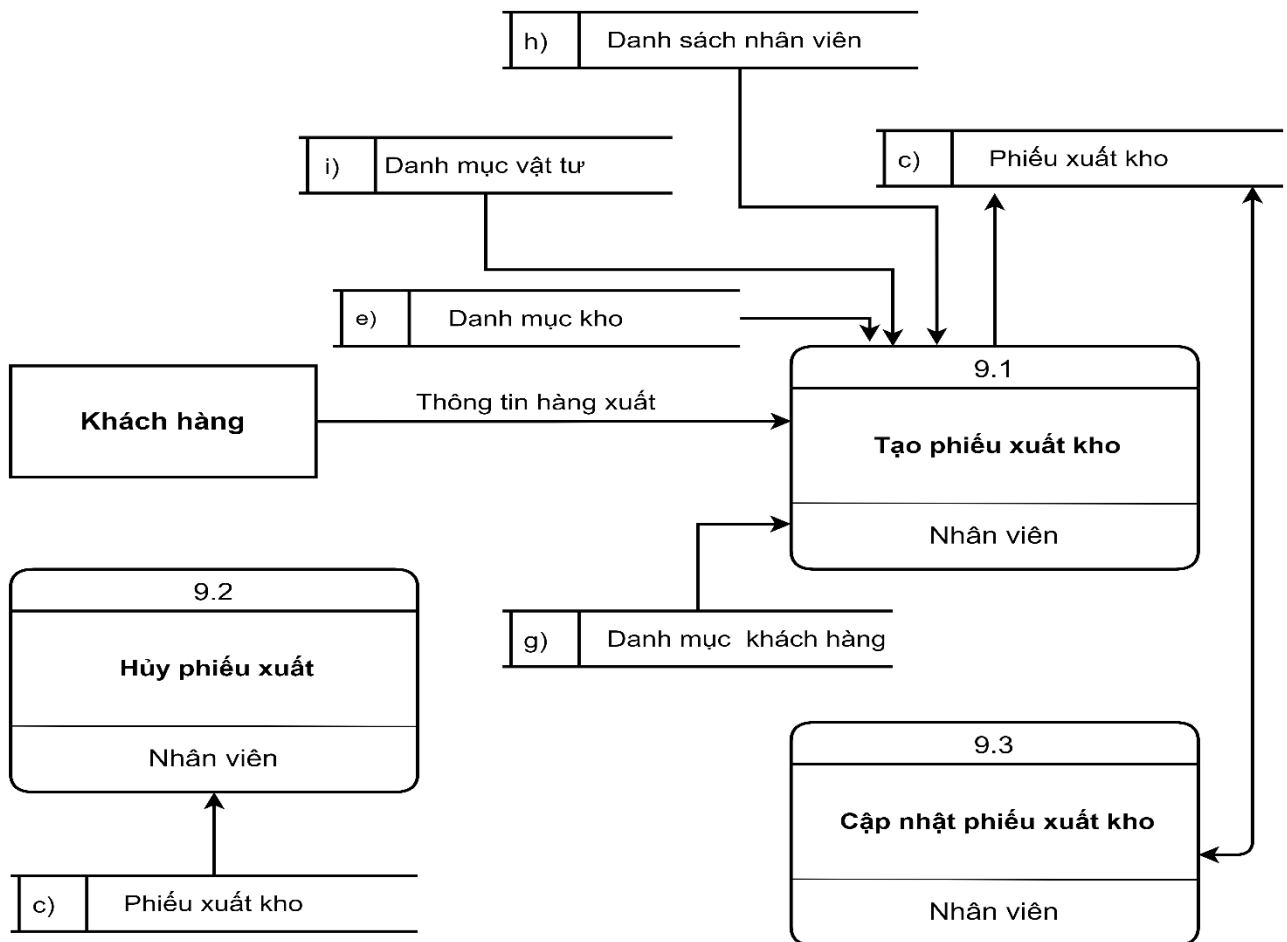 h) Danh sách nhân viên
i) Danh mục vật tư
c) Phiếu xuất kho
e) Danh mục kho
9.1
Khách hàng
Thông tin hàng xuất
Tạo phiếu xuất kho
Nhân viên
9.2
g) Danh mục khách hàng
Hủy phiếu xuất
Nhân viên
9.3
Cập nhật phiếu xuất kho
c) Phiếu xuất kho
Nhân viên